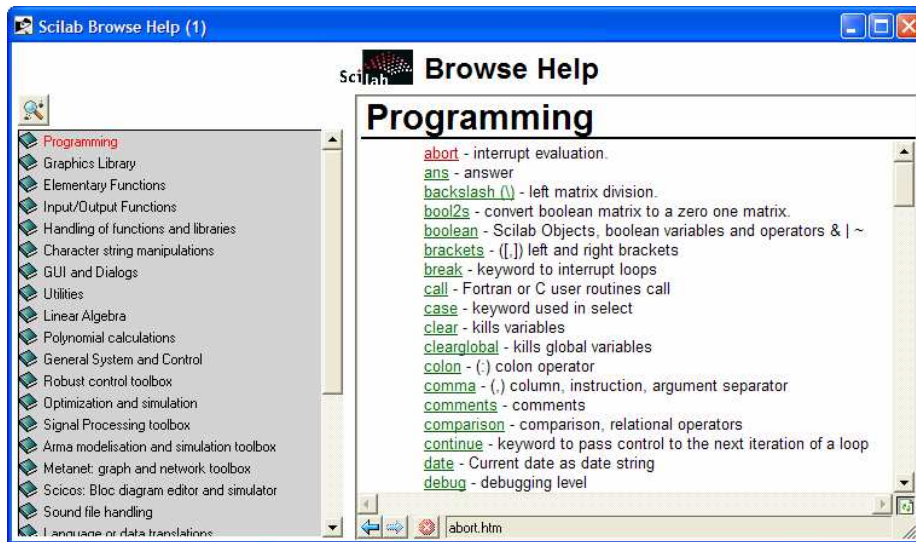 Scilab Browse Help (1)
Scilab Browse Help
Programming
Graphics Library
Elementary Functions
Input/Output Functions
Handling of functions and libraries
Character string manipulations
GUI and Dialogs
Utilities
Linear Algebra
Polynomial calculations
General System and Control
Robust control toolbox
Optimization and simulation
Signal Processing toolbox
Arma modelisation and simulation toolbox
Metanet: graph and network toolbox
Scicos: Bloc diagram editor and simulator
Sound file handling
Language or data translations
Programming
abort - interrupt evaluation.
ans - answer
backslash (\) - left matrix division.
bool2s - convert boolean matrix to a zero one matrix.
boolean - Scilab Objects, boolean variables and operators & | ~
brackets - ([,]) left and right brackets
break - keyword to interrupt loops
call - Fortran or C user routines call
case - keyword used in select
clear - kills variables
clearglobal - kills global variables
colon - (:) colon operator
comma - (,) column, instruction, argument separator
comments - comments
comparison - comparison, relational operators
continue - keyword to pass control to the next iteration of a loop
date - Current date as date string
debug - debugging level
abort.htm